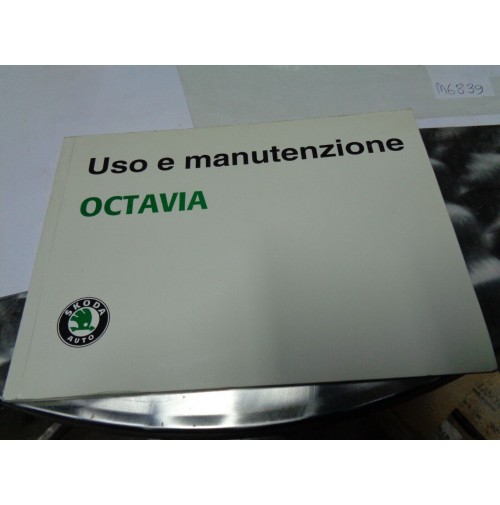 M6839
Uso e manutenzione
OCTAVIA
ŠKODA
AUTO